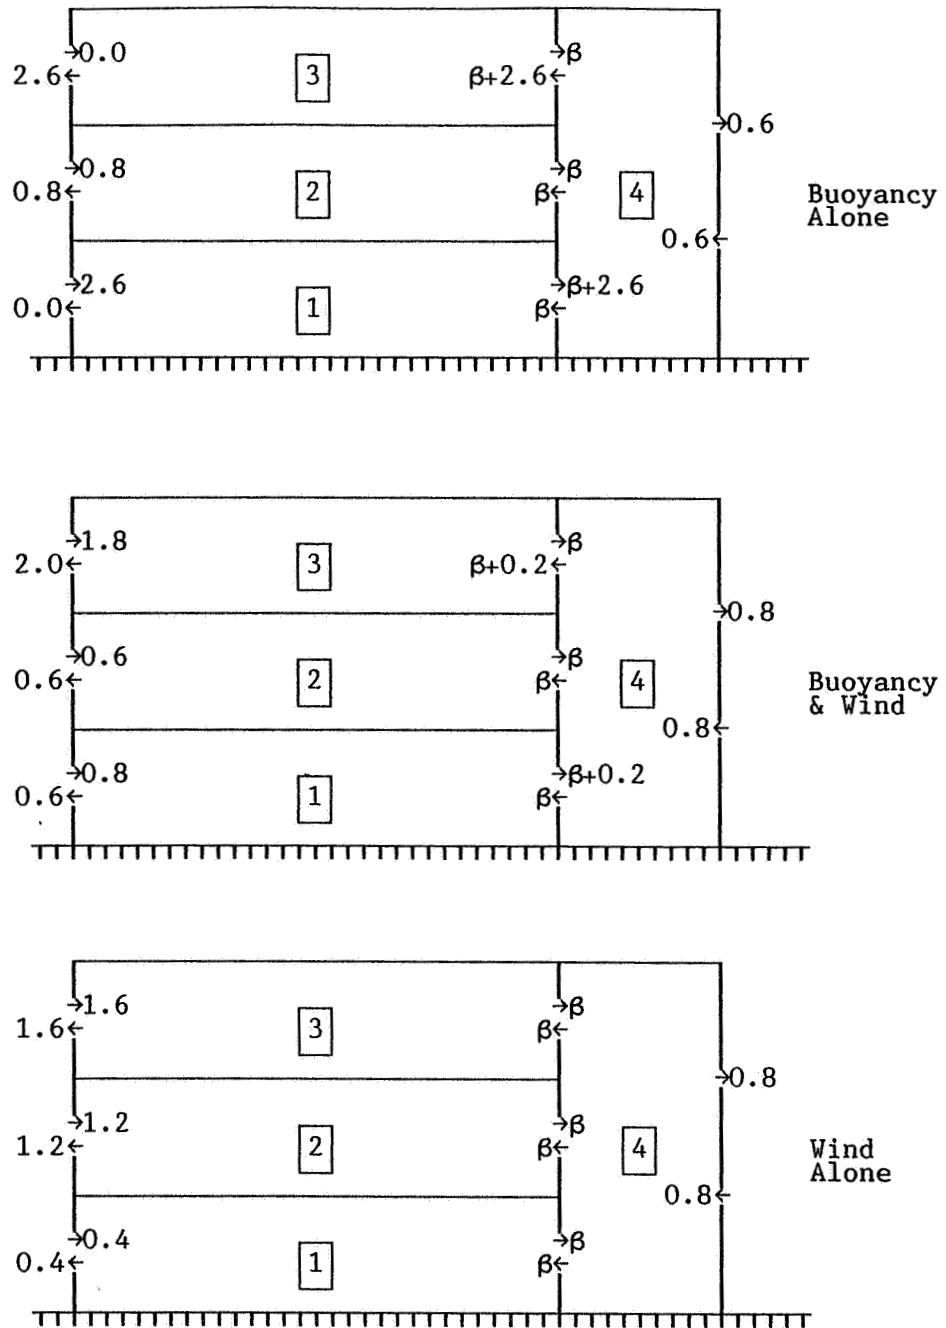 0.0 β
2.6 3 β+2.6
0.6
0.8 β
0.8 2 β 4 Buoyancy
Alone
0.6
2.6 β+2.6
0.0 1 β
1.8 β
2.0 3 β+0.2
0.8
0.6 β
0.6 2 β 4 Buoyancy
& Wind
0.8
0.8 β+0.2
0.6 1 β
1.6 β
1.6 3 β
0.8
1.2 β
1.2 2 β 4 Wind
Alone
0.8
0.4 β
0.4 1 β